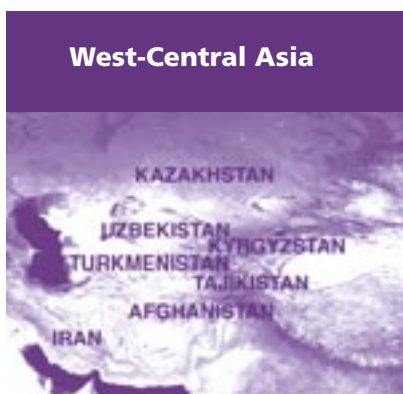 West-Central Asia
KAZAKHSTAN
UZBEKISTAN
KYRGYZSTAN
TURKMENISTAN
TAJIKISTAN
AFGHANISTAN
IRAN